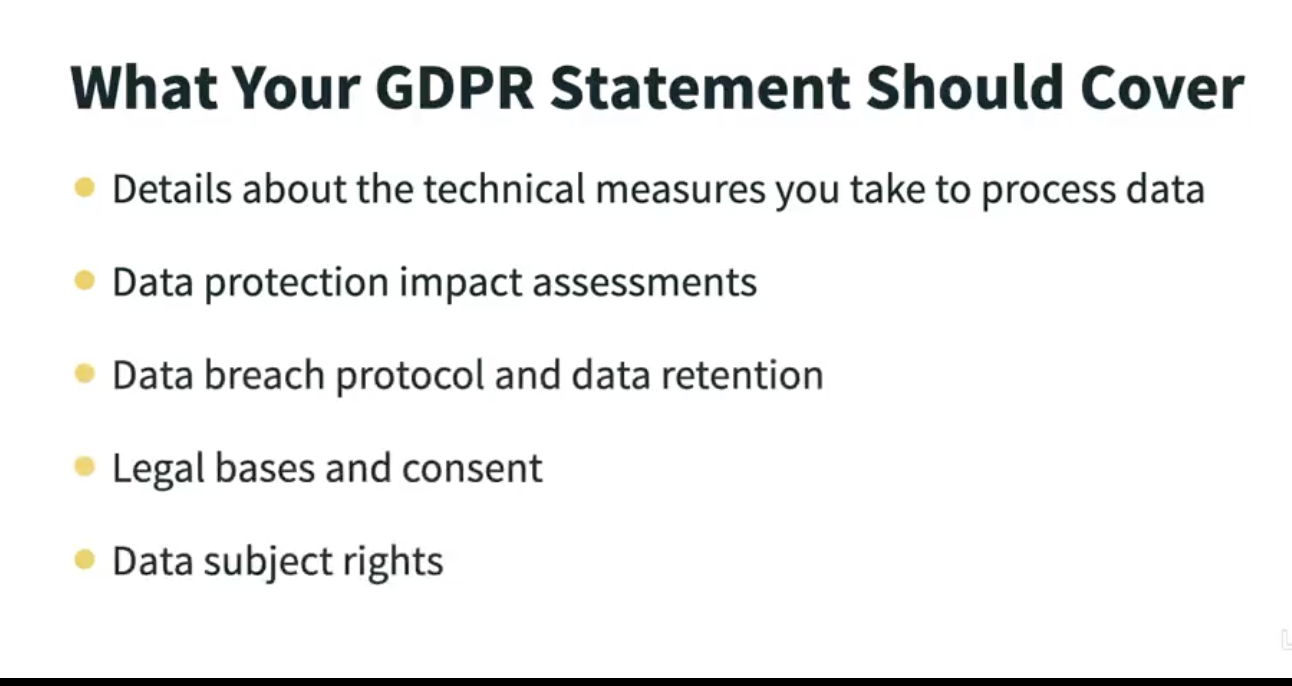 What Your GDPR Statement Should Cover
Details about the technical measures you take to process data
Data protection impact assessments
Data breach protocol and data retention
Legal bases and consent
Data subject rights